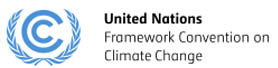 United Nations
Framework Convention on
Climate Change